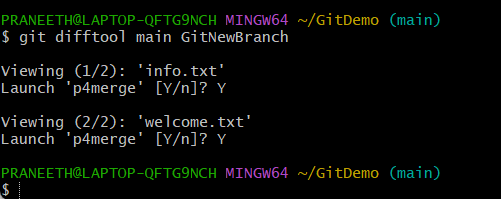 PRANEETH@LAPTOP-QFTG9NCH MINGW64 ~/GitDemo (main)
$ git difftool main GitNewBranch
Viewing (1/2): 'info.txt'
Launch 'p4merge' [Y/n]? Y
Viewing (2/2): 'welcome.txt'
Launch 'p4merge' [Y/n]? Y
PRANEETH@LAPTOP-QFTG9NCH MINGW64 ~/GitDemo (main)
$